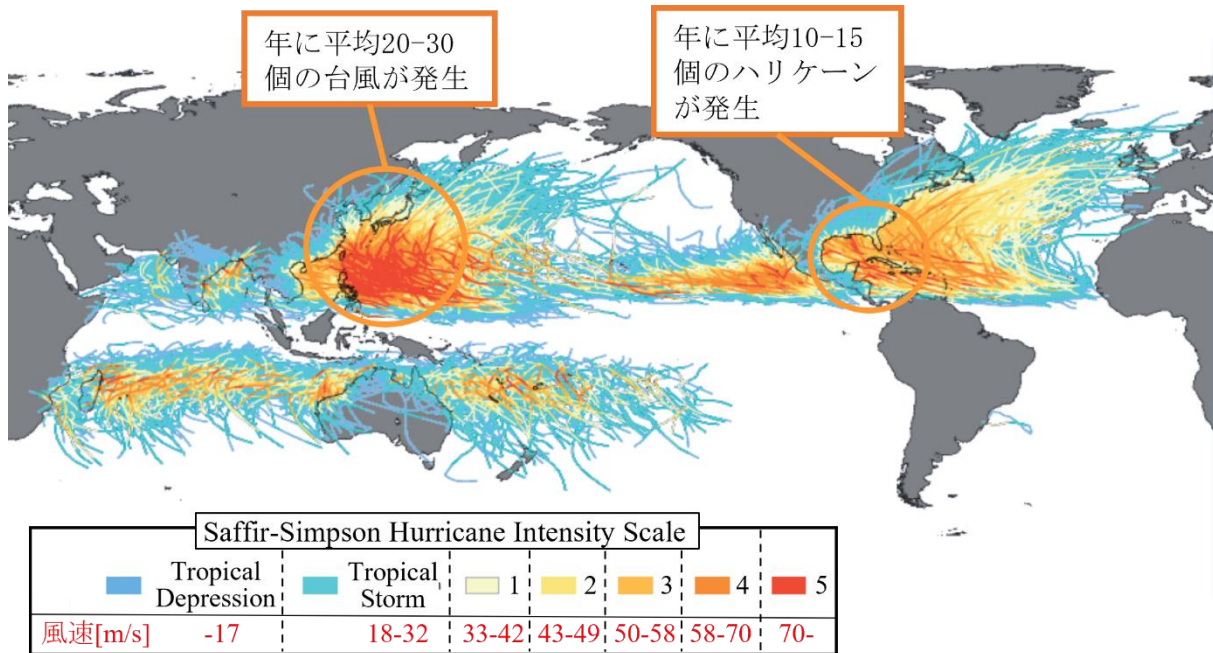 年に平均20-30
個の台風が発生
年に平均10-15
個のハリケーン
が発生
Saffir-Simpson Hurricane Intensity Scale
Tropical Depression Tropical Storm 1 2 3 4 5
風速[m/s] -17 18-32 33-42 43-49 50-58 58-70 70-